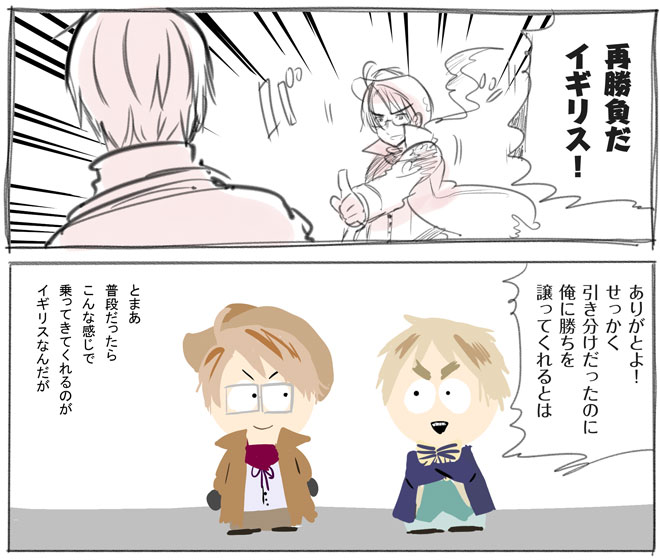 再勝負だ
イギリス！
ありがとよ！
せっかく
引き分けだったのに
俺に勝ちを
譲ってくれるとは
とまあ
普段だったら
こんな感じで
乗ってきてくれるのが
イギリスなんだが